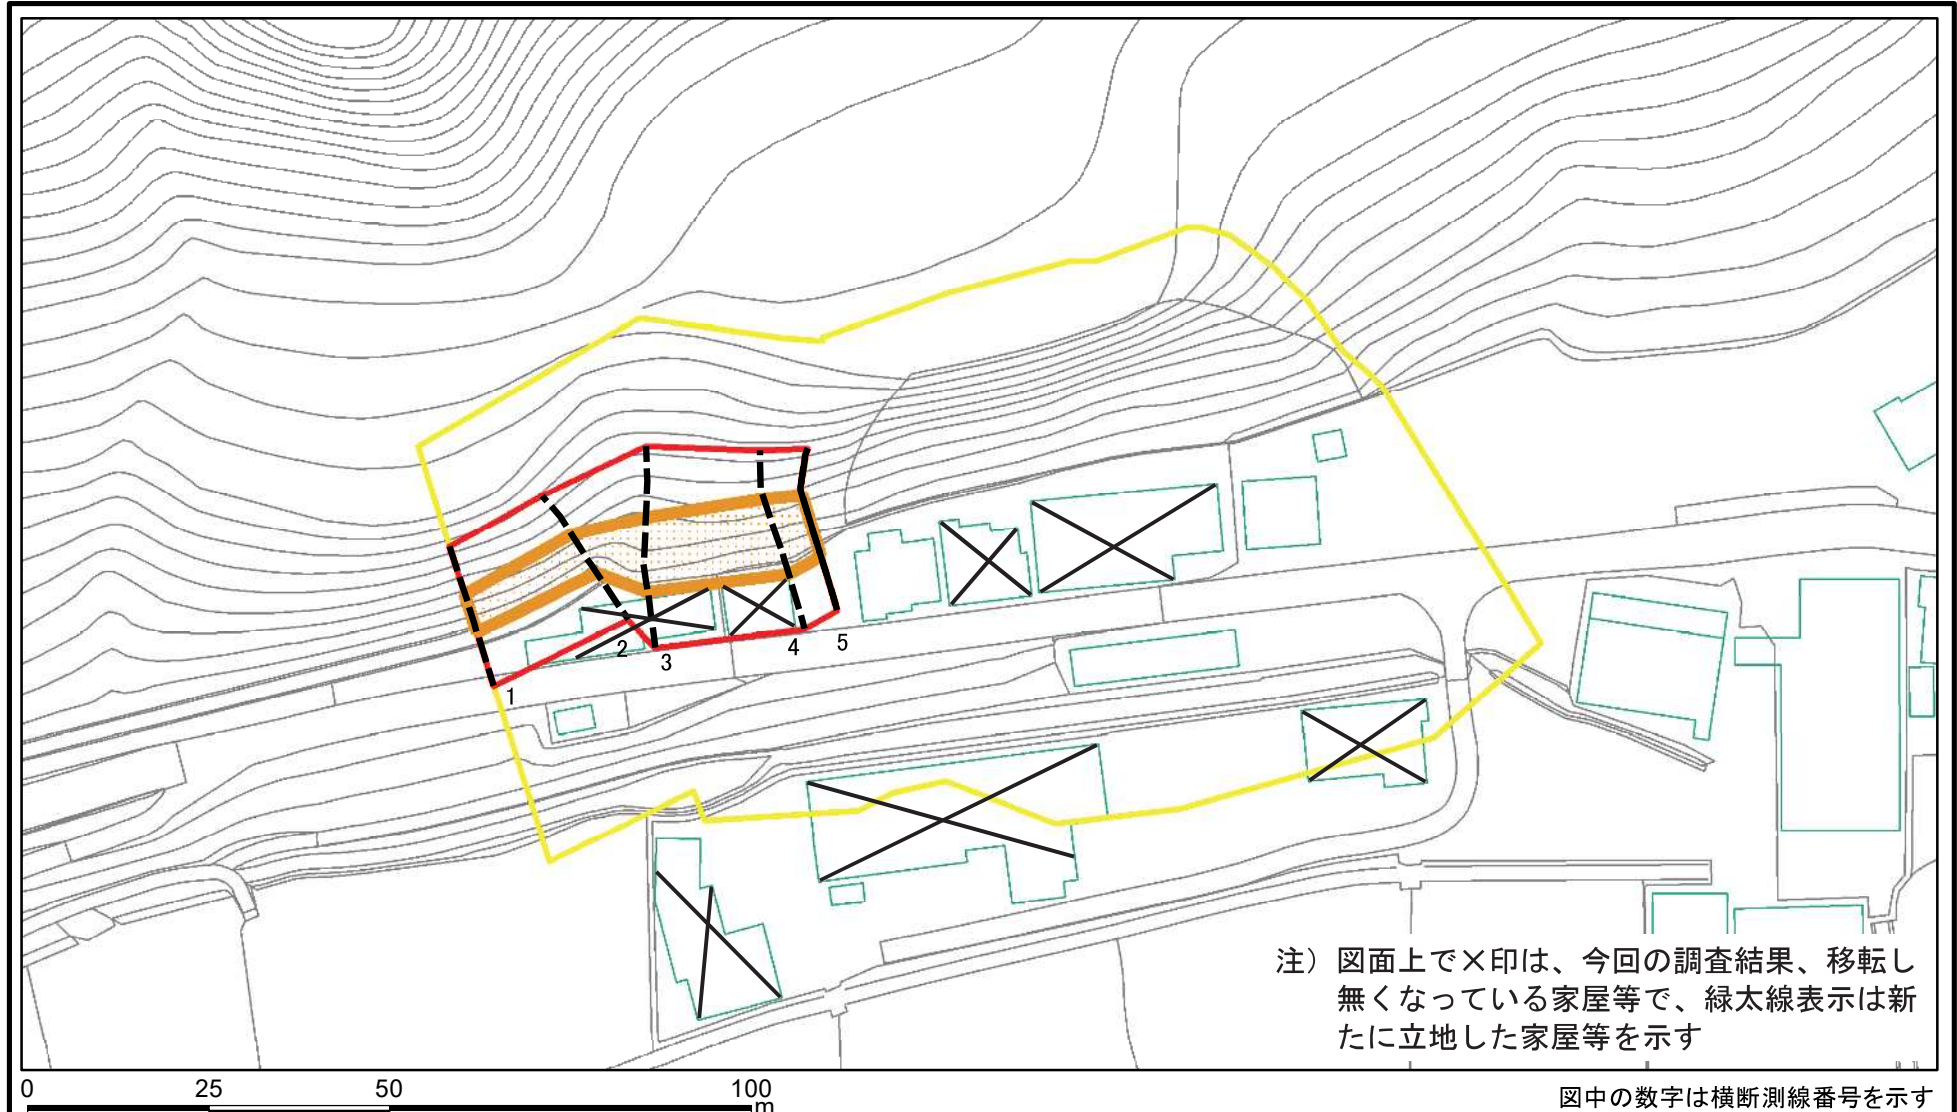 1
2
3
4
5
注）図面上で×印は、今回の調査結果、移転し
無くなっている家屋等で、緑太線表示は新
たに立地した家屋等を示す
0 25 50 100
m
図中の数字は横断測線番号を示す